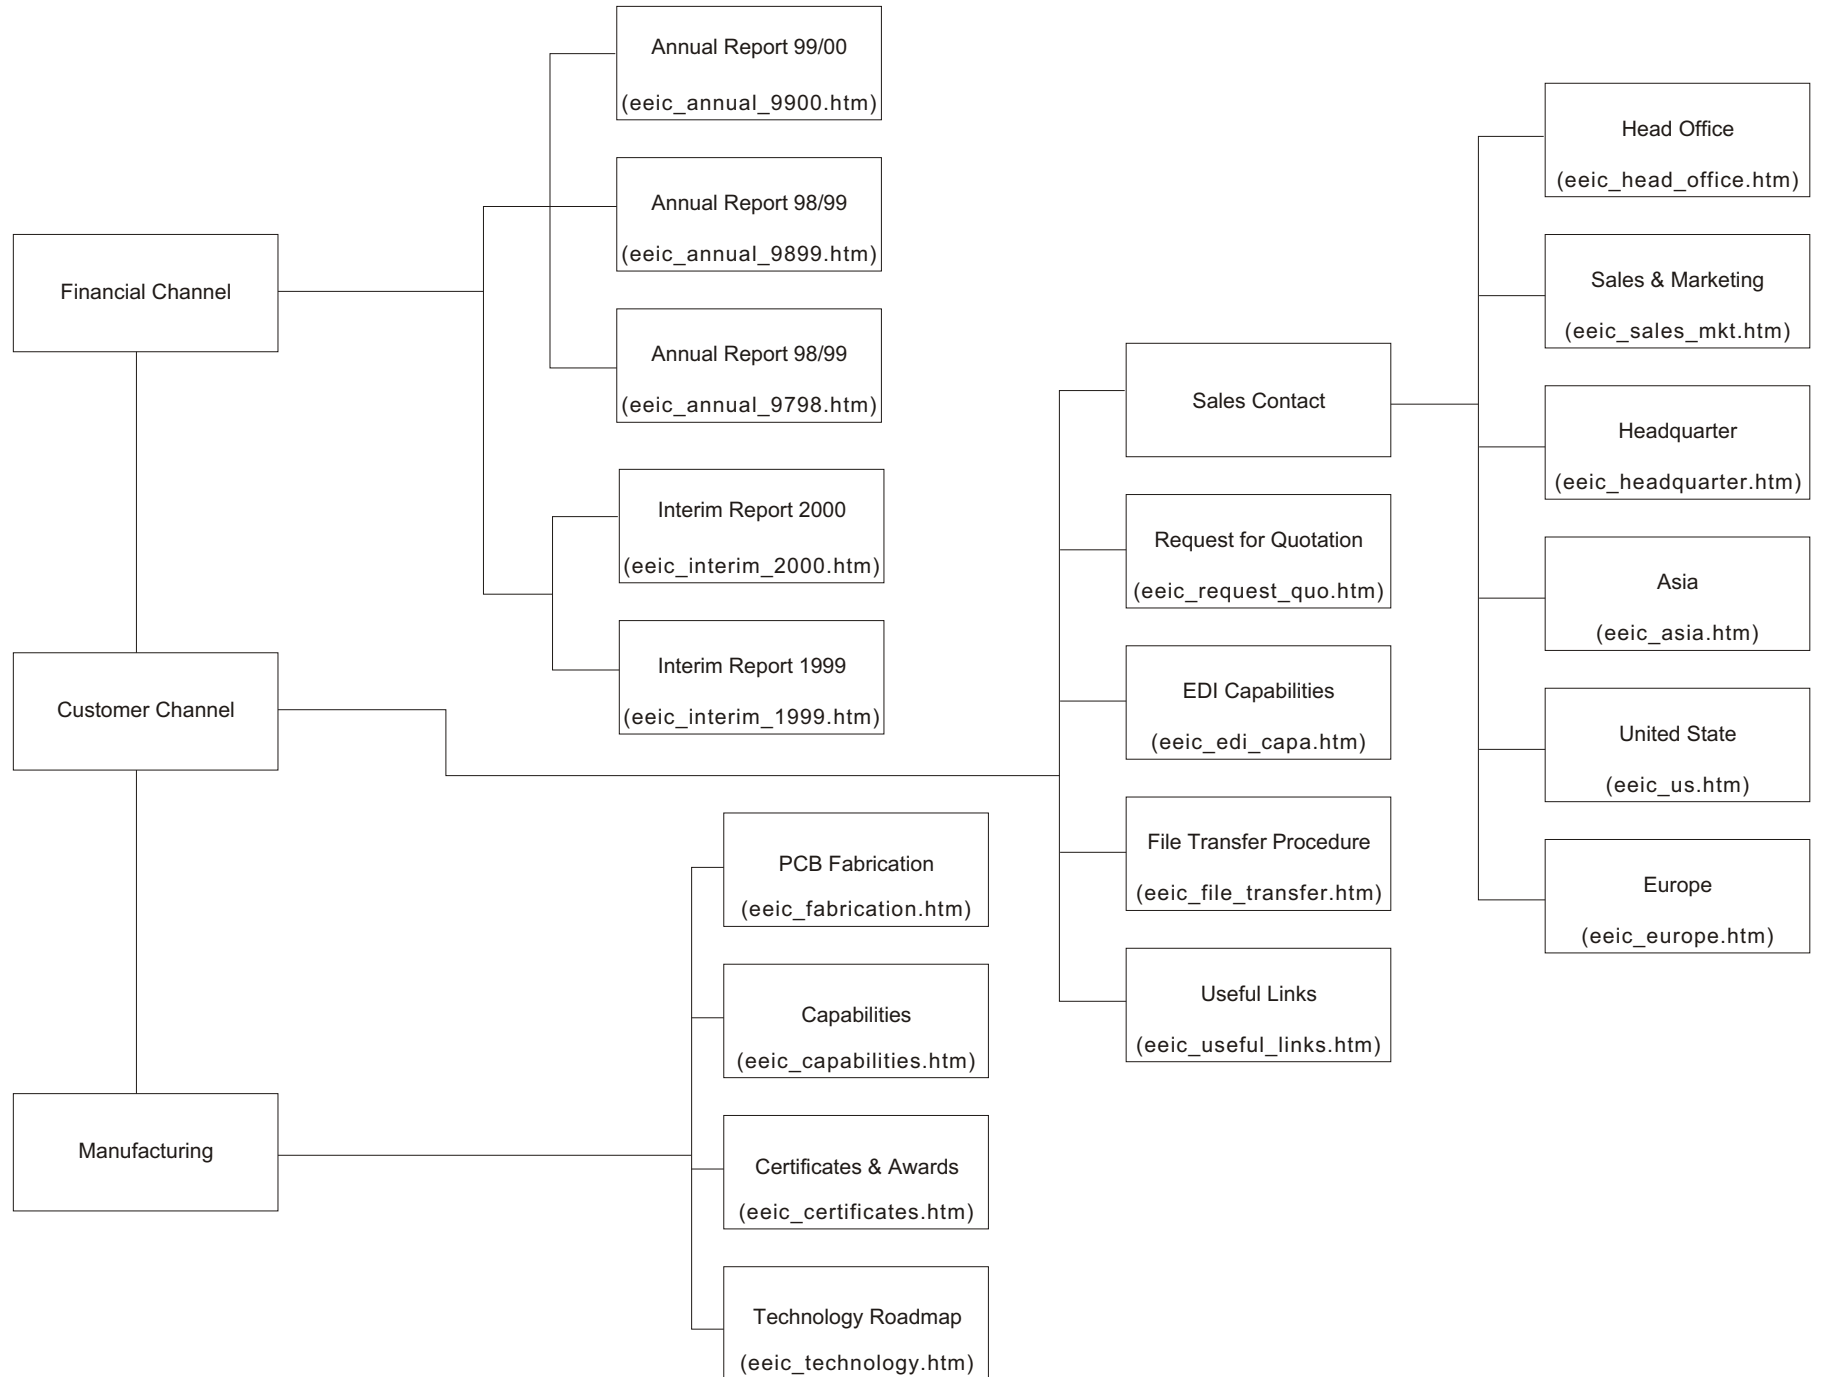 Financial Channel
Annual Report 99/00
(eeic_annual_9900.htm)
Annual Report 98/99
(eeic_annual_9899.htm)
Annual Report 98/99
(eeic_annual_9798.htm)
Interim Report 2000
(eeic_interim_2000.htm)
Interim Report 1999
(eeic_interim_1999.htm)
Customer Channel
Sales Contact
Head Office
(eeic_head_office.htm)
Sales & Marketing
(eeic_sales_mkt.htm)
Headquarter
(eeic_headquarter.htm)
Asia
(eeic_asia.htm)
United State
(eeic_us.htm)
Europe
(eeic_europe.htm)
Request for Quotation
(eeic_request_quo.htm)
EDI Capabilities
(eeic_edi_capa.htm)
File Transfer Procedure
(eeic_file_transfer.htm)
Useful Links
(eeic_useful_links.htm)
Manufacturing
PCB Fabrication
(eeic_fabrication.htm)
Capabilities
(eeic_capabilities.htm)
Certificates & Awards
(eeic_certificates.htm)
Technology Roadmap
(eeic_technology.htm)